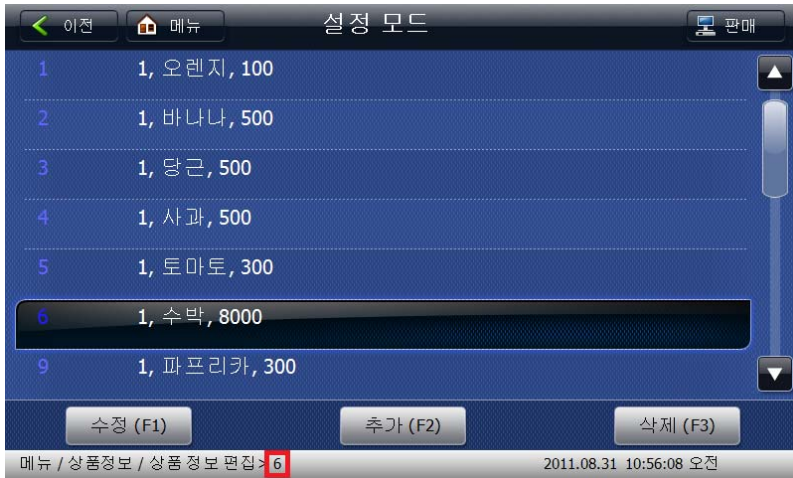 이전 메뉴 설정 모드 판매
1 1, 오렌지, 100
2 1, 바나나, 500
3 1, 당근, 500
4 1, 사과, 500
5 1, 토마토, 300
6 1, 수박, 8000
9 1, 파프리카, 300
수정 (F1) 추가 (F2) 삭제 (F3)
메뉴 / 상품정보 / 상품 정보 편집> 6 2011.08.31 10:56:08 오전